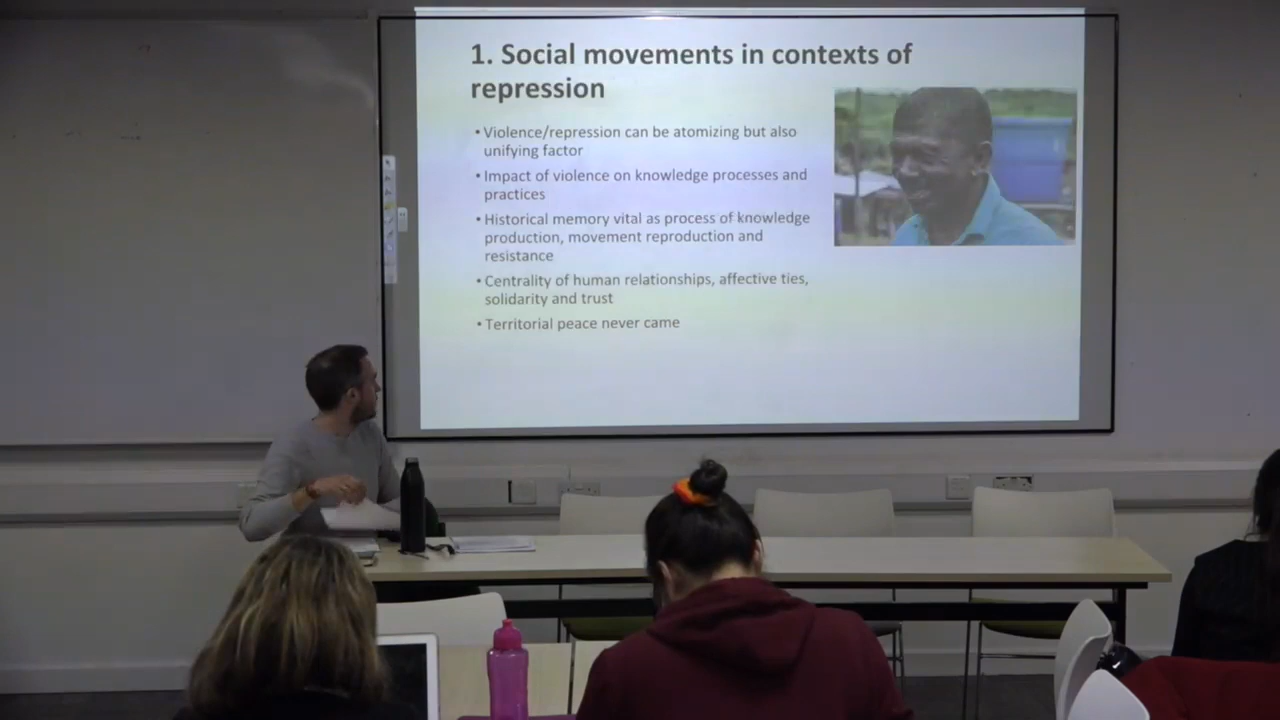 1. Social movements in contexts of
repression
• Violence/repression can be atomizing but also
unifying factor
• Impact of violence on knowledge processes and
practices
• Historical memory vital as process of knowledge
production, movement reproduction and
resistance
• Centrality of human relationships, affective ties,
solidarity and trust
• Territorial peace never came